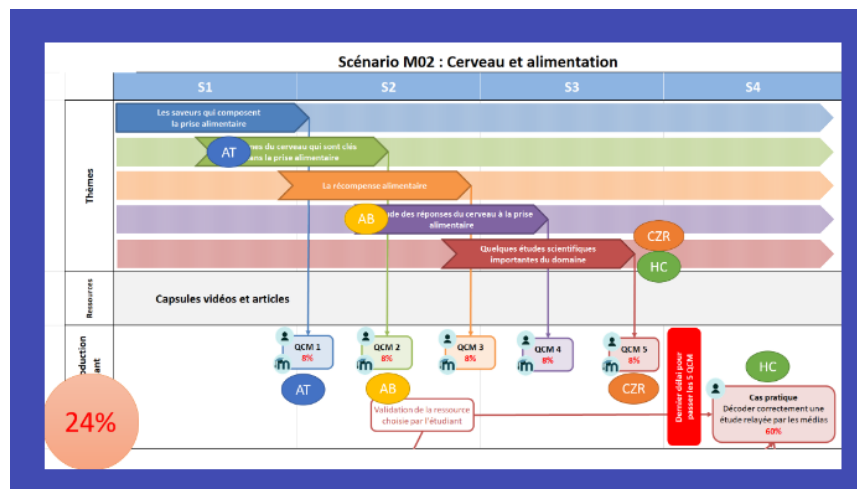 Scénario M02 : Cerveau et alimentation
S1
S2
S3
S4
Thèmes
Les saveurs qui composent
la prise alimentaire
AT
du cerveau qui sont clés
dans la prise alimentaire
La récompense alimentaire
AB
des réponses du cerveau à la prise
alimentaire
CZR
Quelques études scientifiques
importantes du domaine
HC
Ressources
Capsules vidéos et articles
QCM 1
8%
QCM 2
8%
QCM 3
8%
QCM 4
8%
QCM 5
8%
AT
AB
CZR
HC
24%
Validation de la ressource
choisie par l'étudiant
Dernier délai pour
passer les 5 QCM
Cas pratique
Décoder correctement une
étude relayée par les médias
60%